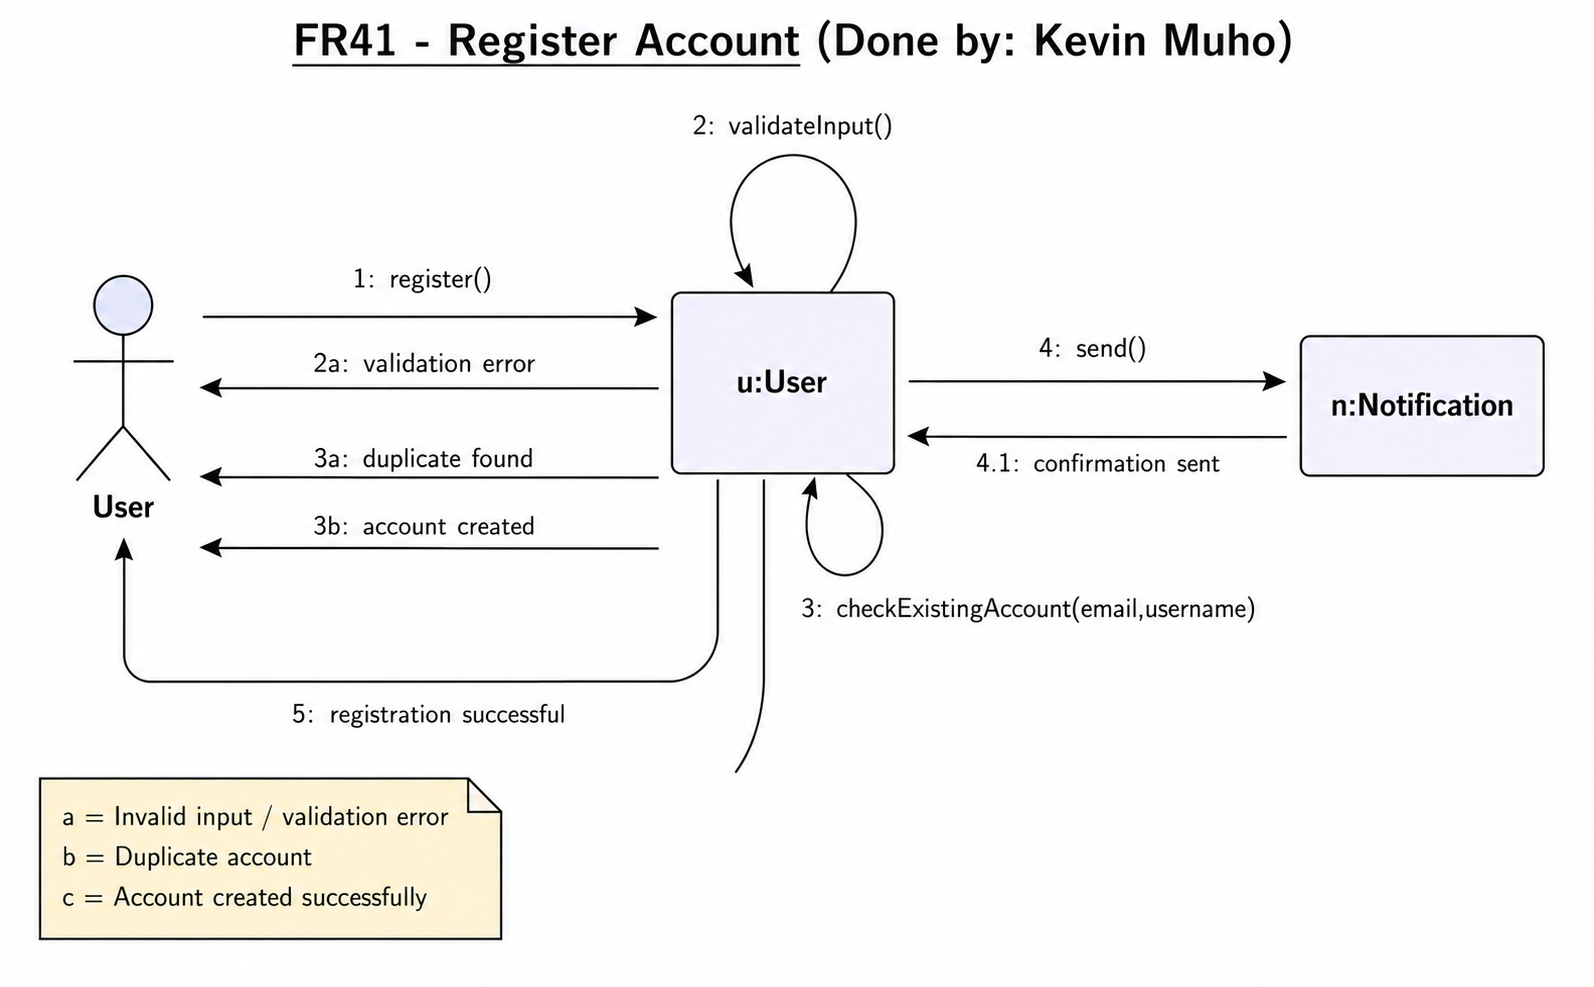 FR41 - Register Account (Done by: Kevin Muho)
2: validateInput()
1: register()
2a: validation error
u:User
4: send()
n:Notification
4.1: confirmation sent
3a: duplicate found
User
3b: account created
3: checkExistingAccount(email,username)
5: registration successful
a = Invalid input / validation error
b = Duplicate account
c = Account created successfully